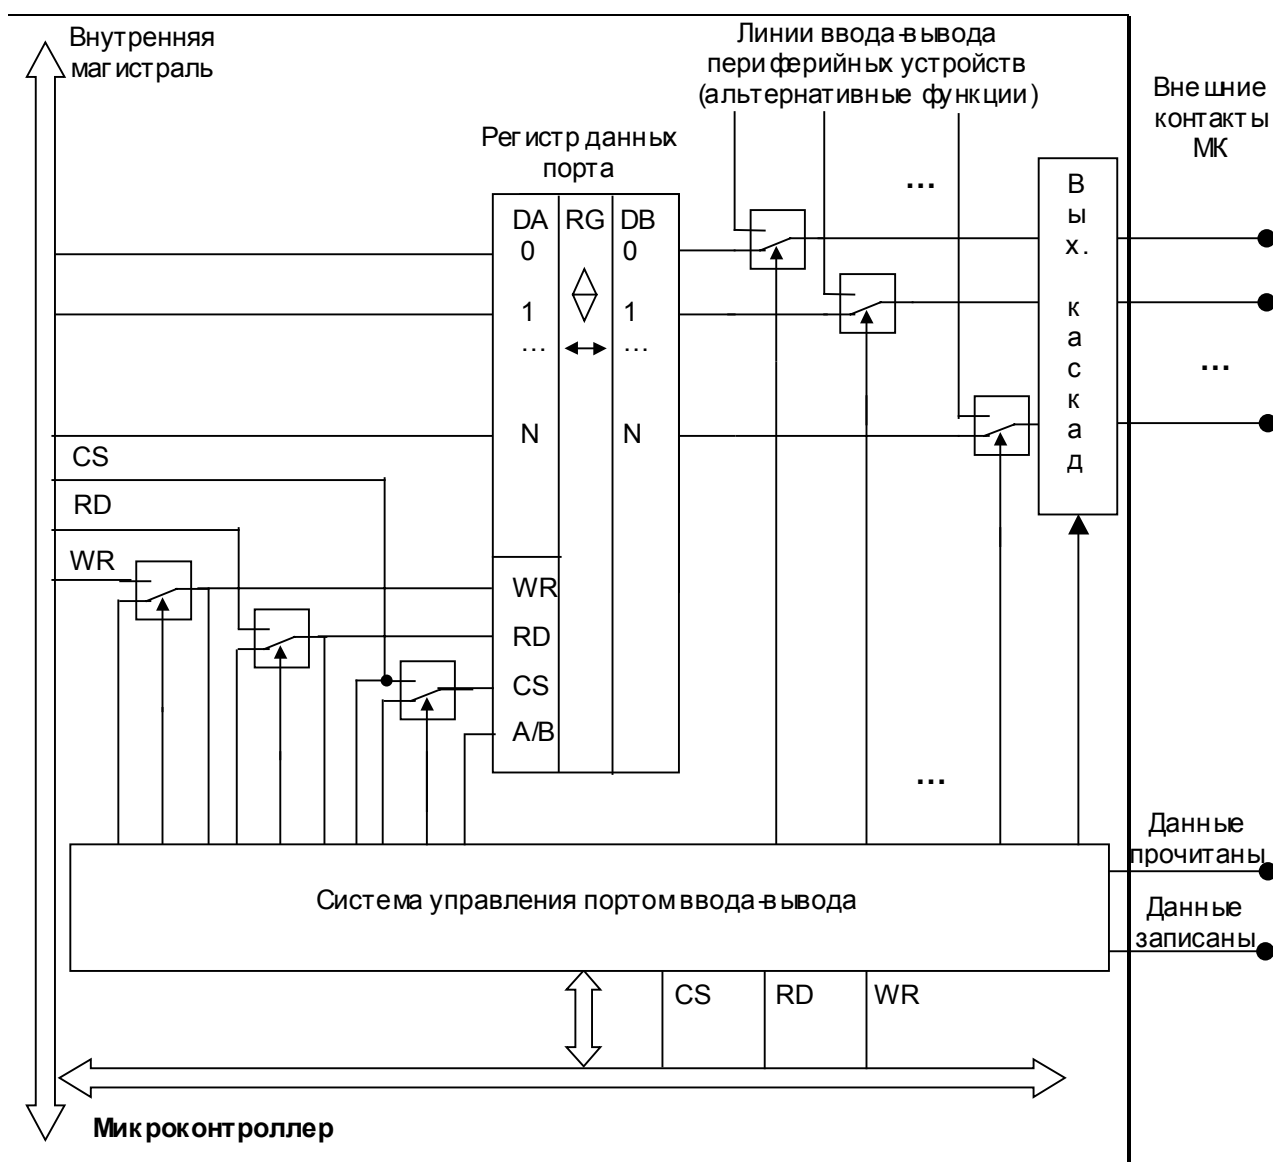 Внутренняя
магистраль
Линии ввода-вывода
периферийных устройств
(альтернативные функции)
Внешние
контакты
МК
Регистр данных
порта
...
DA RG DB
0 0
1 1
... ...
N N
Вых. каскад
...
CS
RD
WR
WR
RD
CS
A/B
...
Данные
прочитаны
Система управления портом ввода-вывода
Данные
записаны
CS RD WR
Микроконтроллер